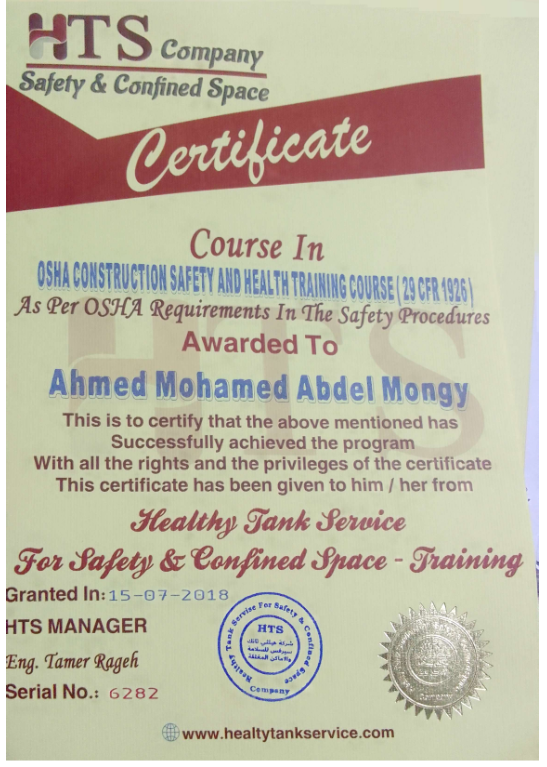 HTS Company
Safety & Confined Space
Certificate
Course In
OSHA CONSTRUCTION SAFETY AND HEALTH TRAINING COURSE ( 29 CFR 1926 )
As Per OSHA Requirements In The Safety Procedures
Awarded To
Ahmed Mohamed Abdel Mongy
This is to certify that the above mentioned has
Successfully achieved the program
With all the rights and the privileges of the certificate
This certificate has been given to him / her from
Healthy Tank Service
For Safety & Confined Space - Training
Granted In: 15-07-2018
HTS MANAGER
Eng. Tamer Rageh
Serial No.: 6282
Healthy Tank Servise For Safety & Confined Space
HTS
شركة هيلثي تانك
سيرفس للسلامة
والاماكن المغلقة
Company
www.healtytankservice.com
HTS